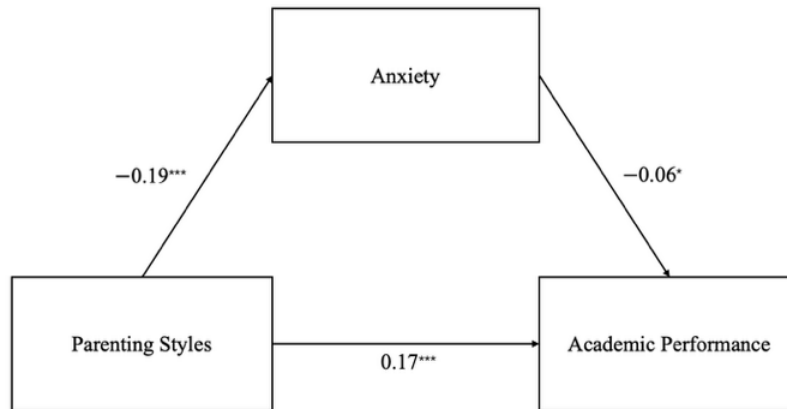 Anxiety
−0.19***
−0.06*
Parenting Styles
0.17***
Academic Performance